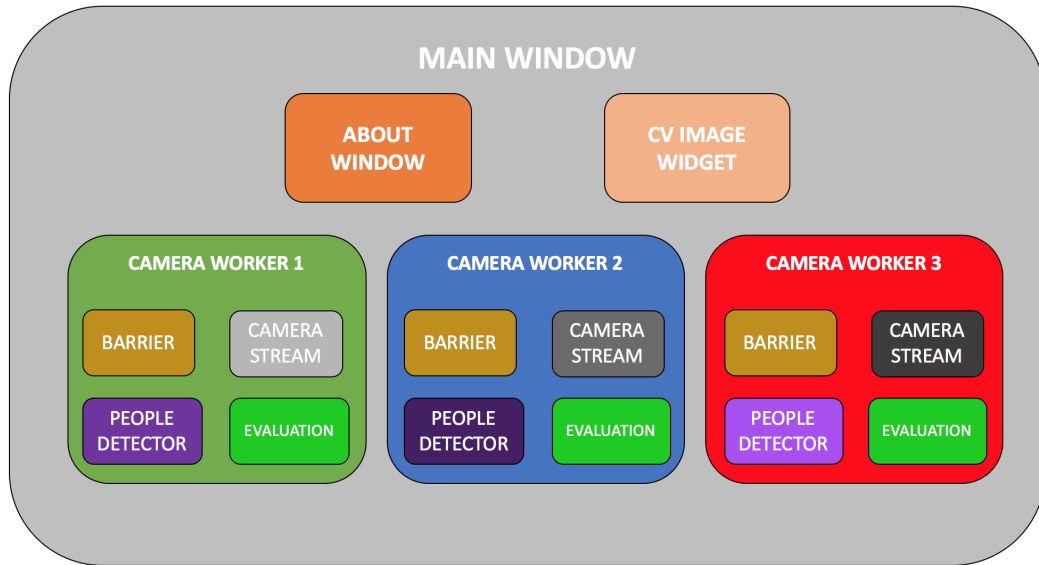 MAIN WINDOW
ABOUT
WINDOW
CV IMAGE
WIDGET
CAMERA WORKER 1
BARRIER
CAMERA
STREAM
PEOPLE
DETECTOR
EVALUATION
CAMERA WORKER 2
BARRIER
CAMERA
STREAM
PEOPLE
DETECTOR
EVALUATION
CAMERA WORKER 3
BARRIER
CAMERA
STREAM
PEOPLE
DETECTOR
EVALUATION